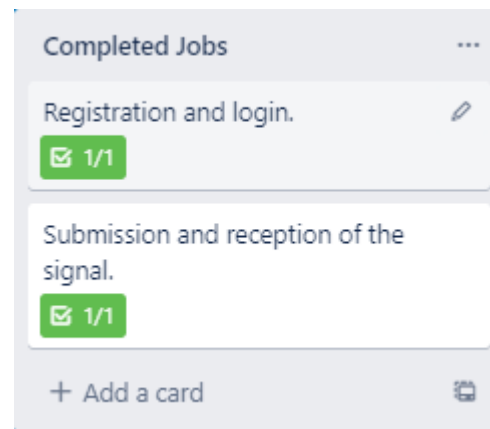 Completed Jobs
Registration and login.
1/1
Submission and reception of the
signal.
1/1
+ Add a card